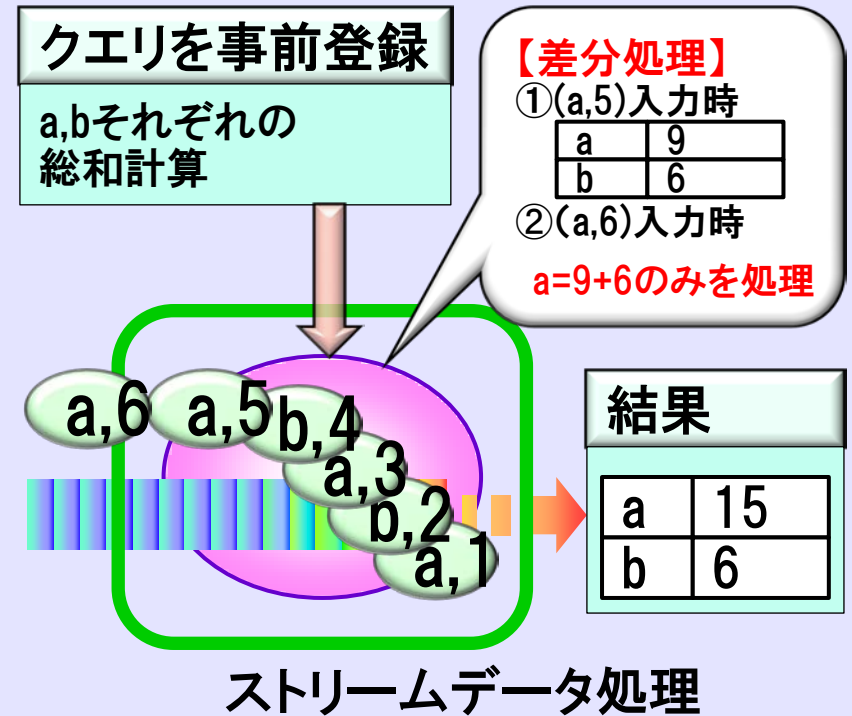 クエリを事前登録
a,bそれぞれの
総和計算
【差分処理】
①(a,5)入力時
a 9
b 6
②(a,6)入力時
a=9+6のみを処理
a,6 a,5 b,4 a,3 b,2 a,1
結果
a 15
b 6
ストリームデータ処理